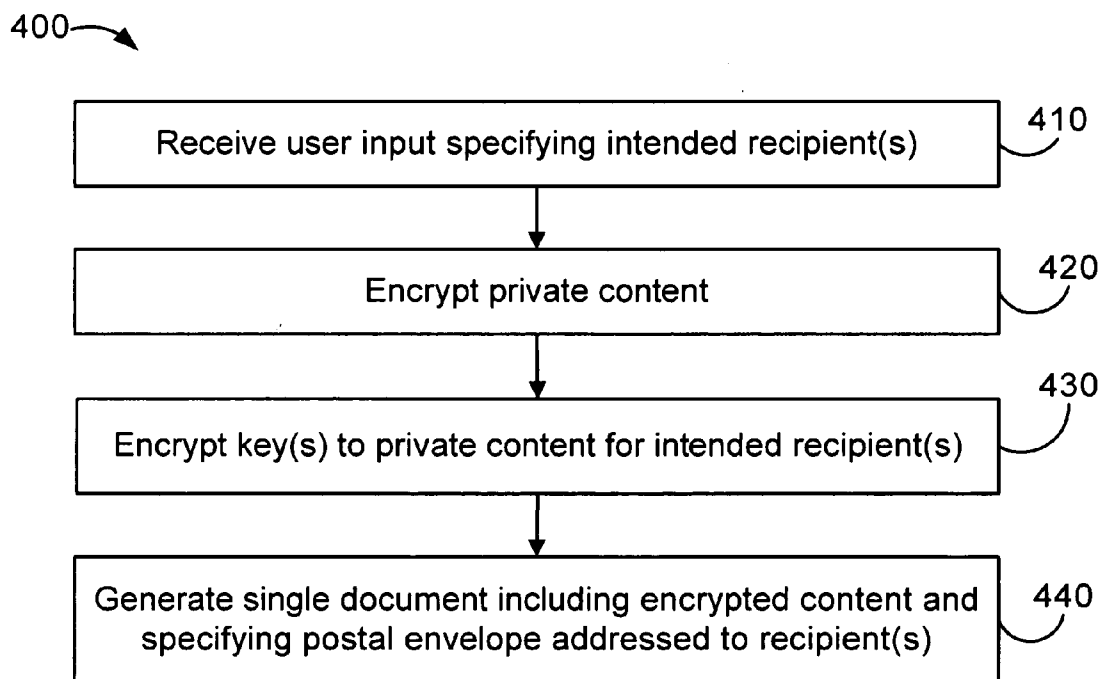 400
Receive user input specifying intended recipient(s)
410
Encrypt private content
420
Encrypt key(s) to private content for intended recipient(s)
430
Generate single document including encrypted content and
specifying postal envelope addressed to recipient(s)
440